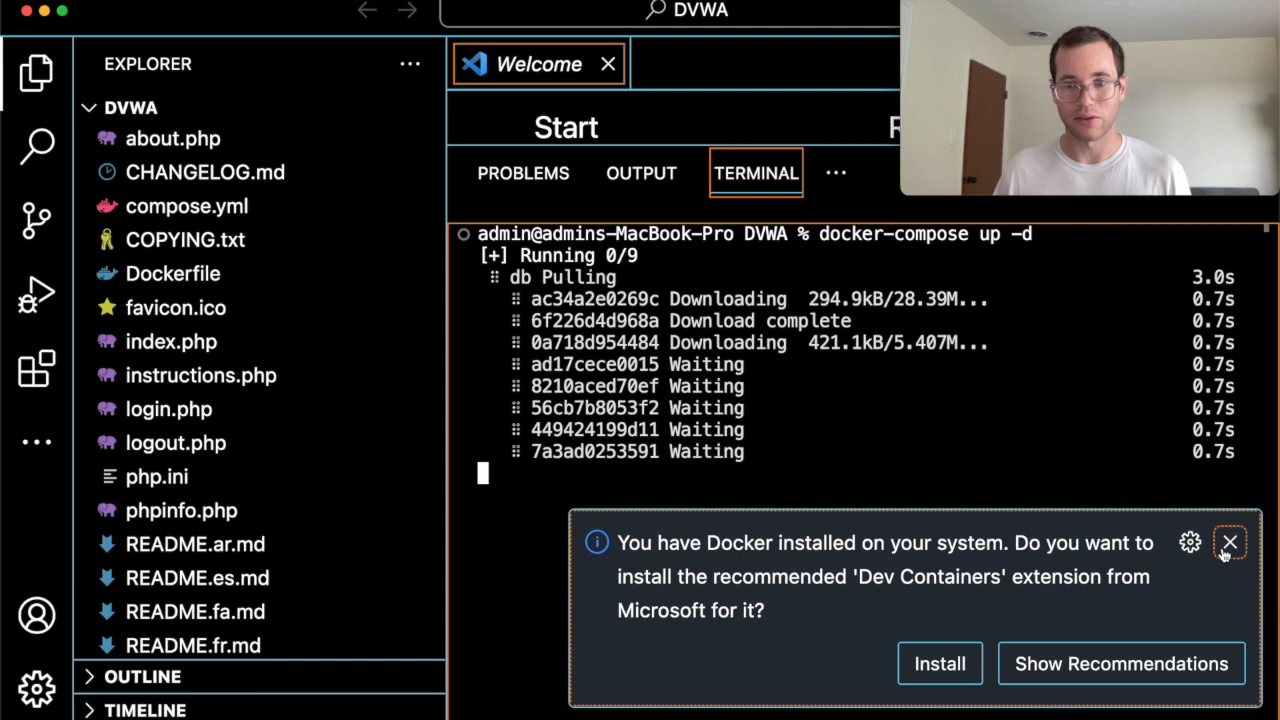 DVWA
EXPLORER
Welcome
DVWA
about.php
CHANGELOG.md
compose.yml
COPYING.txt
Dockerfile
favicon.ico
index.php
instructions.php
login.php
logout.php
php.ini
phpinfo.php
README.ar.md
README.es.md
README.fa.md
README.fr.md
OUTLINE
TIMELINE
Start
R
PROBLEMS OUTPUT TERMINAL
admin@admins-MacBook-Pro DVWA % docker-compose up -d
[+] Running 0/9
db Pulling 3.0s
ac34a2e0269c Downloading 294.9kB/28.39M... 0.7s
6f226d4d968a Download complete 0.7s
0a718d954484 Downloading 421.1kB/5.407M... 0.7s
ad17cece0015 Waiting 0.7s
8210aced70ef Waiting 0.7s
56cb7b8053f2 Waiting 0.7s
449424199d11 Waiting 0.7s
7a3ad0253591 Waiting 0.7s
You have Docker installed on your system. Do you want to
install the recommended 'Dev Containers' extension from
Microsoft for it?
Install
Show Recommendations